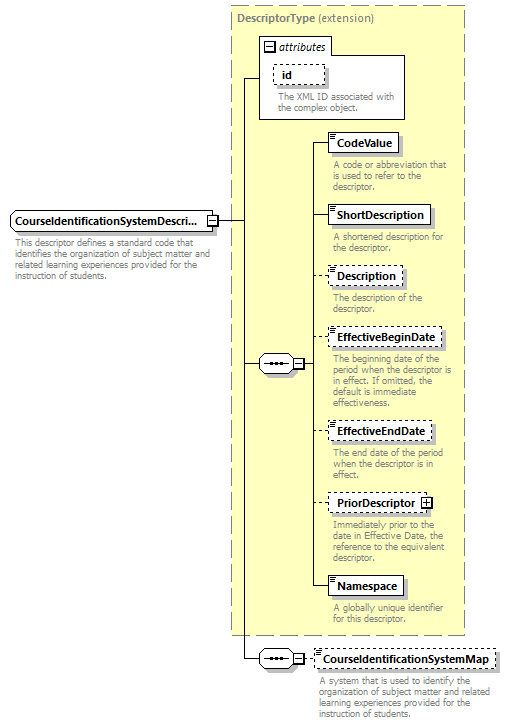 DescriptorType (extension)
attributes
id
The XML ID associated with
the complex object.
CodeValue
A code or abbreviation that
is used to refer to the
descriptor.
ShortDescription
A shortened description for
the descriptor.
CourseIdentificationSystemDescri...
This descriptor defines a standard code that
identifies the organization of subject matter and
related learning experiences provided for the
instruction of students.
Description
The description of the
descriptor.
EffectiveBeginDate
The beginning date of the
period when the descriptor is
in effect. If omitted, the
default is immediate
effectiveness.
EffectiveEndDate
The end date of the period
when the descriptor is in
effect.
PriorDescriptor
Immediately prior to the
date in Effective Date, the
reference to the equivalent
descriptor.
Namespace
A globally unique identifier
for this descriptor.
CourseIdentificationSystemMap
A system that is used to identify the
organization of subject matter and related
learning experiences provided for the
instruction of students.